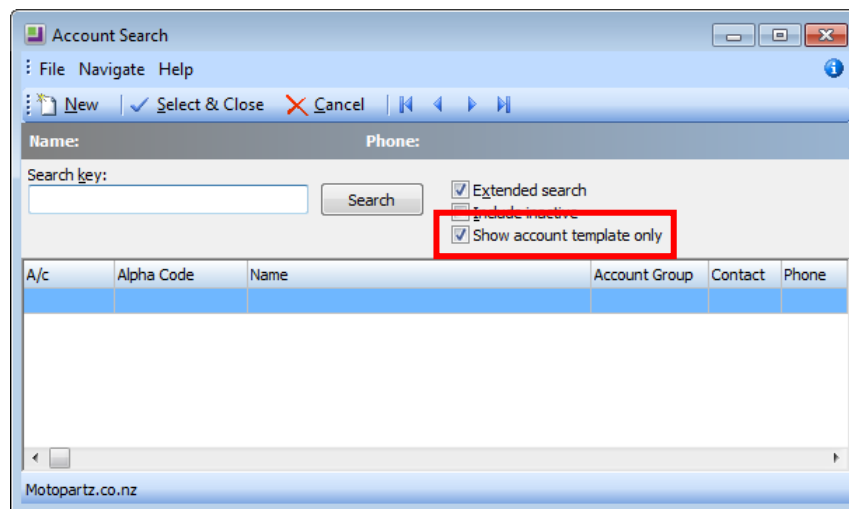 Account Search
File Navigate Help
New Select & Close Cancel
Name: Phone:
Search key:
Search
Extended search
Include inactive
Show account template only
A/c Alpha Code Name Account Group Contact Phone
Motopartz.co.nz